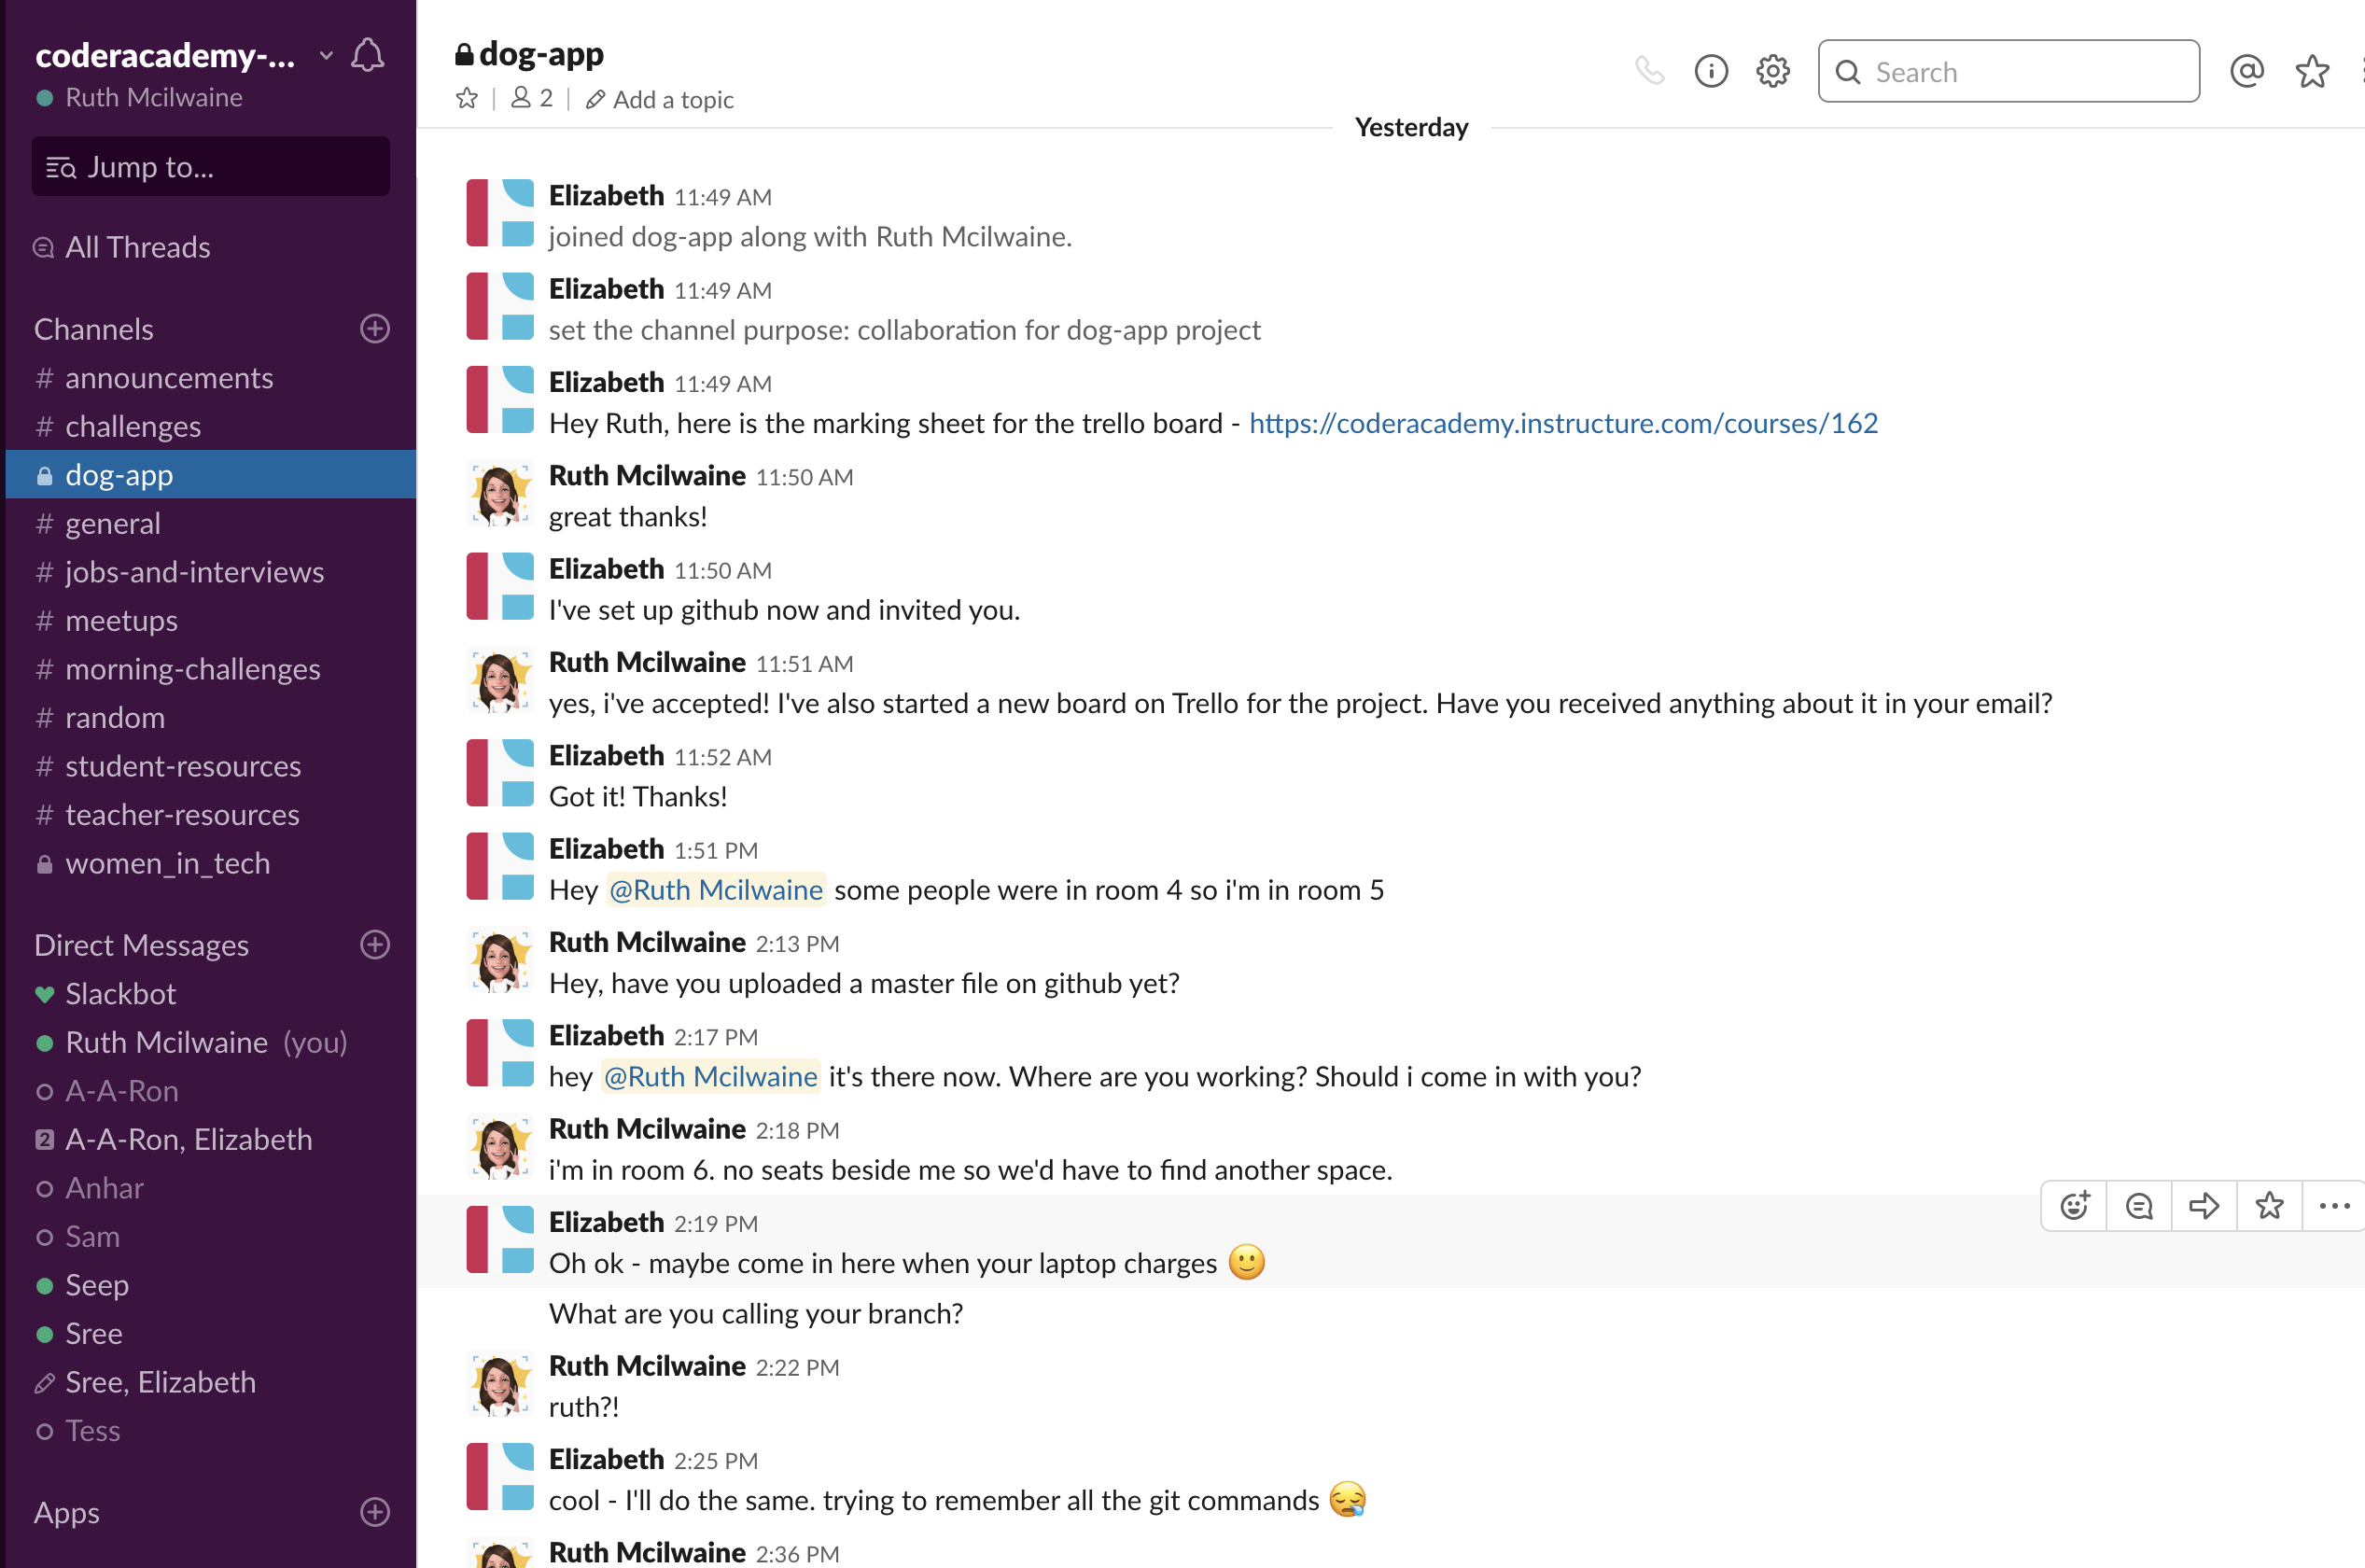 coderacademy-...
Ruth Mcilwaine
Jump to...
All Threads
Channels
# announcements
# challenges
dog-app
# general
# jobs-and-interviews
# meetups
# morning-challenges
# random
# student-resources
# teacher-resources
women_in_tech
Direct Messages
Slackbot
Ruth Mcilwaine (you)
A-A-Ron
2 A-A-Ron, Elizabeth
Anhar
Sam
Seep
Sree
Sree, Elizabeth
Tess
Apps
dog-app
2 | Add a topic
Search
Yesterday
Elizabeth 11:49 AM
joined dog-app along with Ruth Mcilwaine.
Elizabeth 11:49 AM
set the channel purpose: collaboration for dog-app project
Elizabeth 11:49 AM
Hey Ruth, here is the marking sheet for the trello board - https://coderacademy.instructure.com/courses/162
Ruth Mcilwaine 11:50 AM
great thanks!
Elizabeth 11:50 AM
I've set up github now and invited you.
Ruth Mcilwaine 11:51 AM
yes, i've accepted! I've also started a new board on Trello for the project. Have you received anything about it in your email?
Elizabeth 11:52 AM
Got it! Thanks!
Elizabeth 1:51 PM
Hey @Ruth Mcilwaine some people were in room 4 so i'm in room 5
Ruth Mcilwaine 2:13 PM
Hey, have you uploaded a master file on github yet?
Elizabeth 2:17 PM
hey @Ruth Mcilwaine it's there now. Where are you working? Should i come in with you?
Ruth Mcilwaine 2:18 PM
i'm in room 6. no seats beside me so we'd have to find another space.
Elizabeth 2:19 PM
Oh ok - maybe come in here when your laptop charges 🙂
What are you calling your branch?
Ruth Mcilwaine 2:22 PM
ruth?!
Elizabeth 2:25 PM
cool - I'll do the same. trying to remember all the git commands 😪
Ruth Mcilwaine 2:36 PM